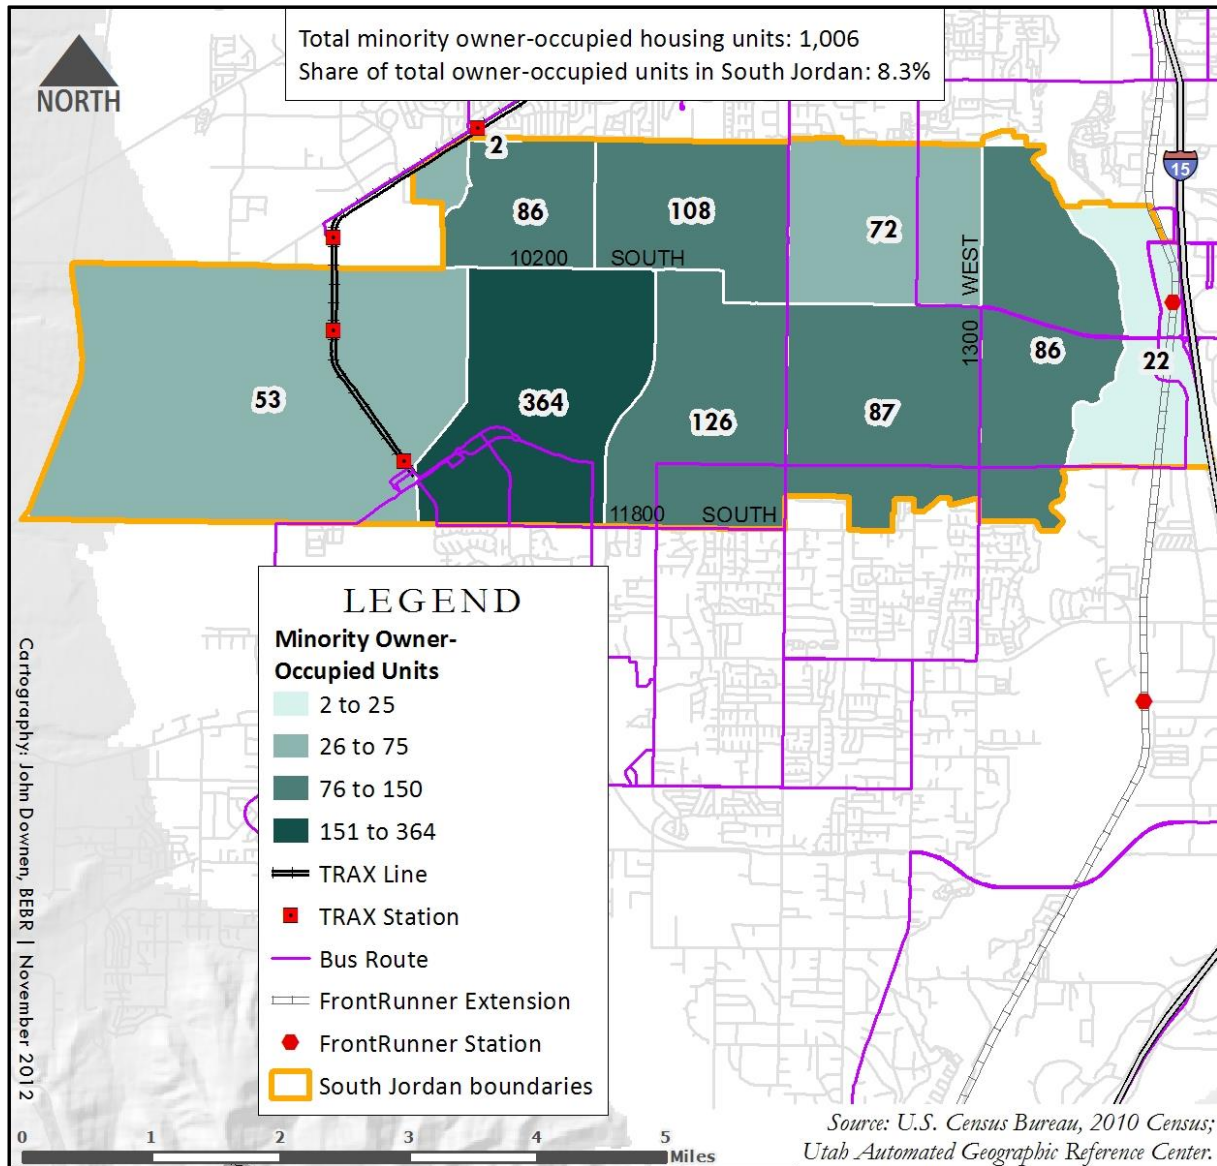 Total minority owner-occupied housing units: 1,006
Share of total owner-occupied units in South Jordan: 8.3%
NORTH
15
2
86
108
72
10200 SOUTH
1300 WEST
53
364
126
87
86
22
11800 SOUTH
LEGEND
Minority Owner-
Occupied Units
2 to 25
26 to 75
76 to 150
151 to 364
TRAX Line
TRAX Station
Bus Route
FrontRunner Extension
FrontRunner Station
South Jordan boundaries
Cartography: John Downen, BEBR | November 2012
0 1 2 3 4 5 Miles
Source: U.S. Census Bureau, 2010 Census;
Utah Automated Geographic Reference Center.